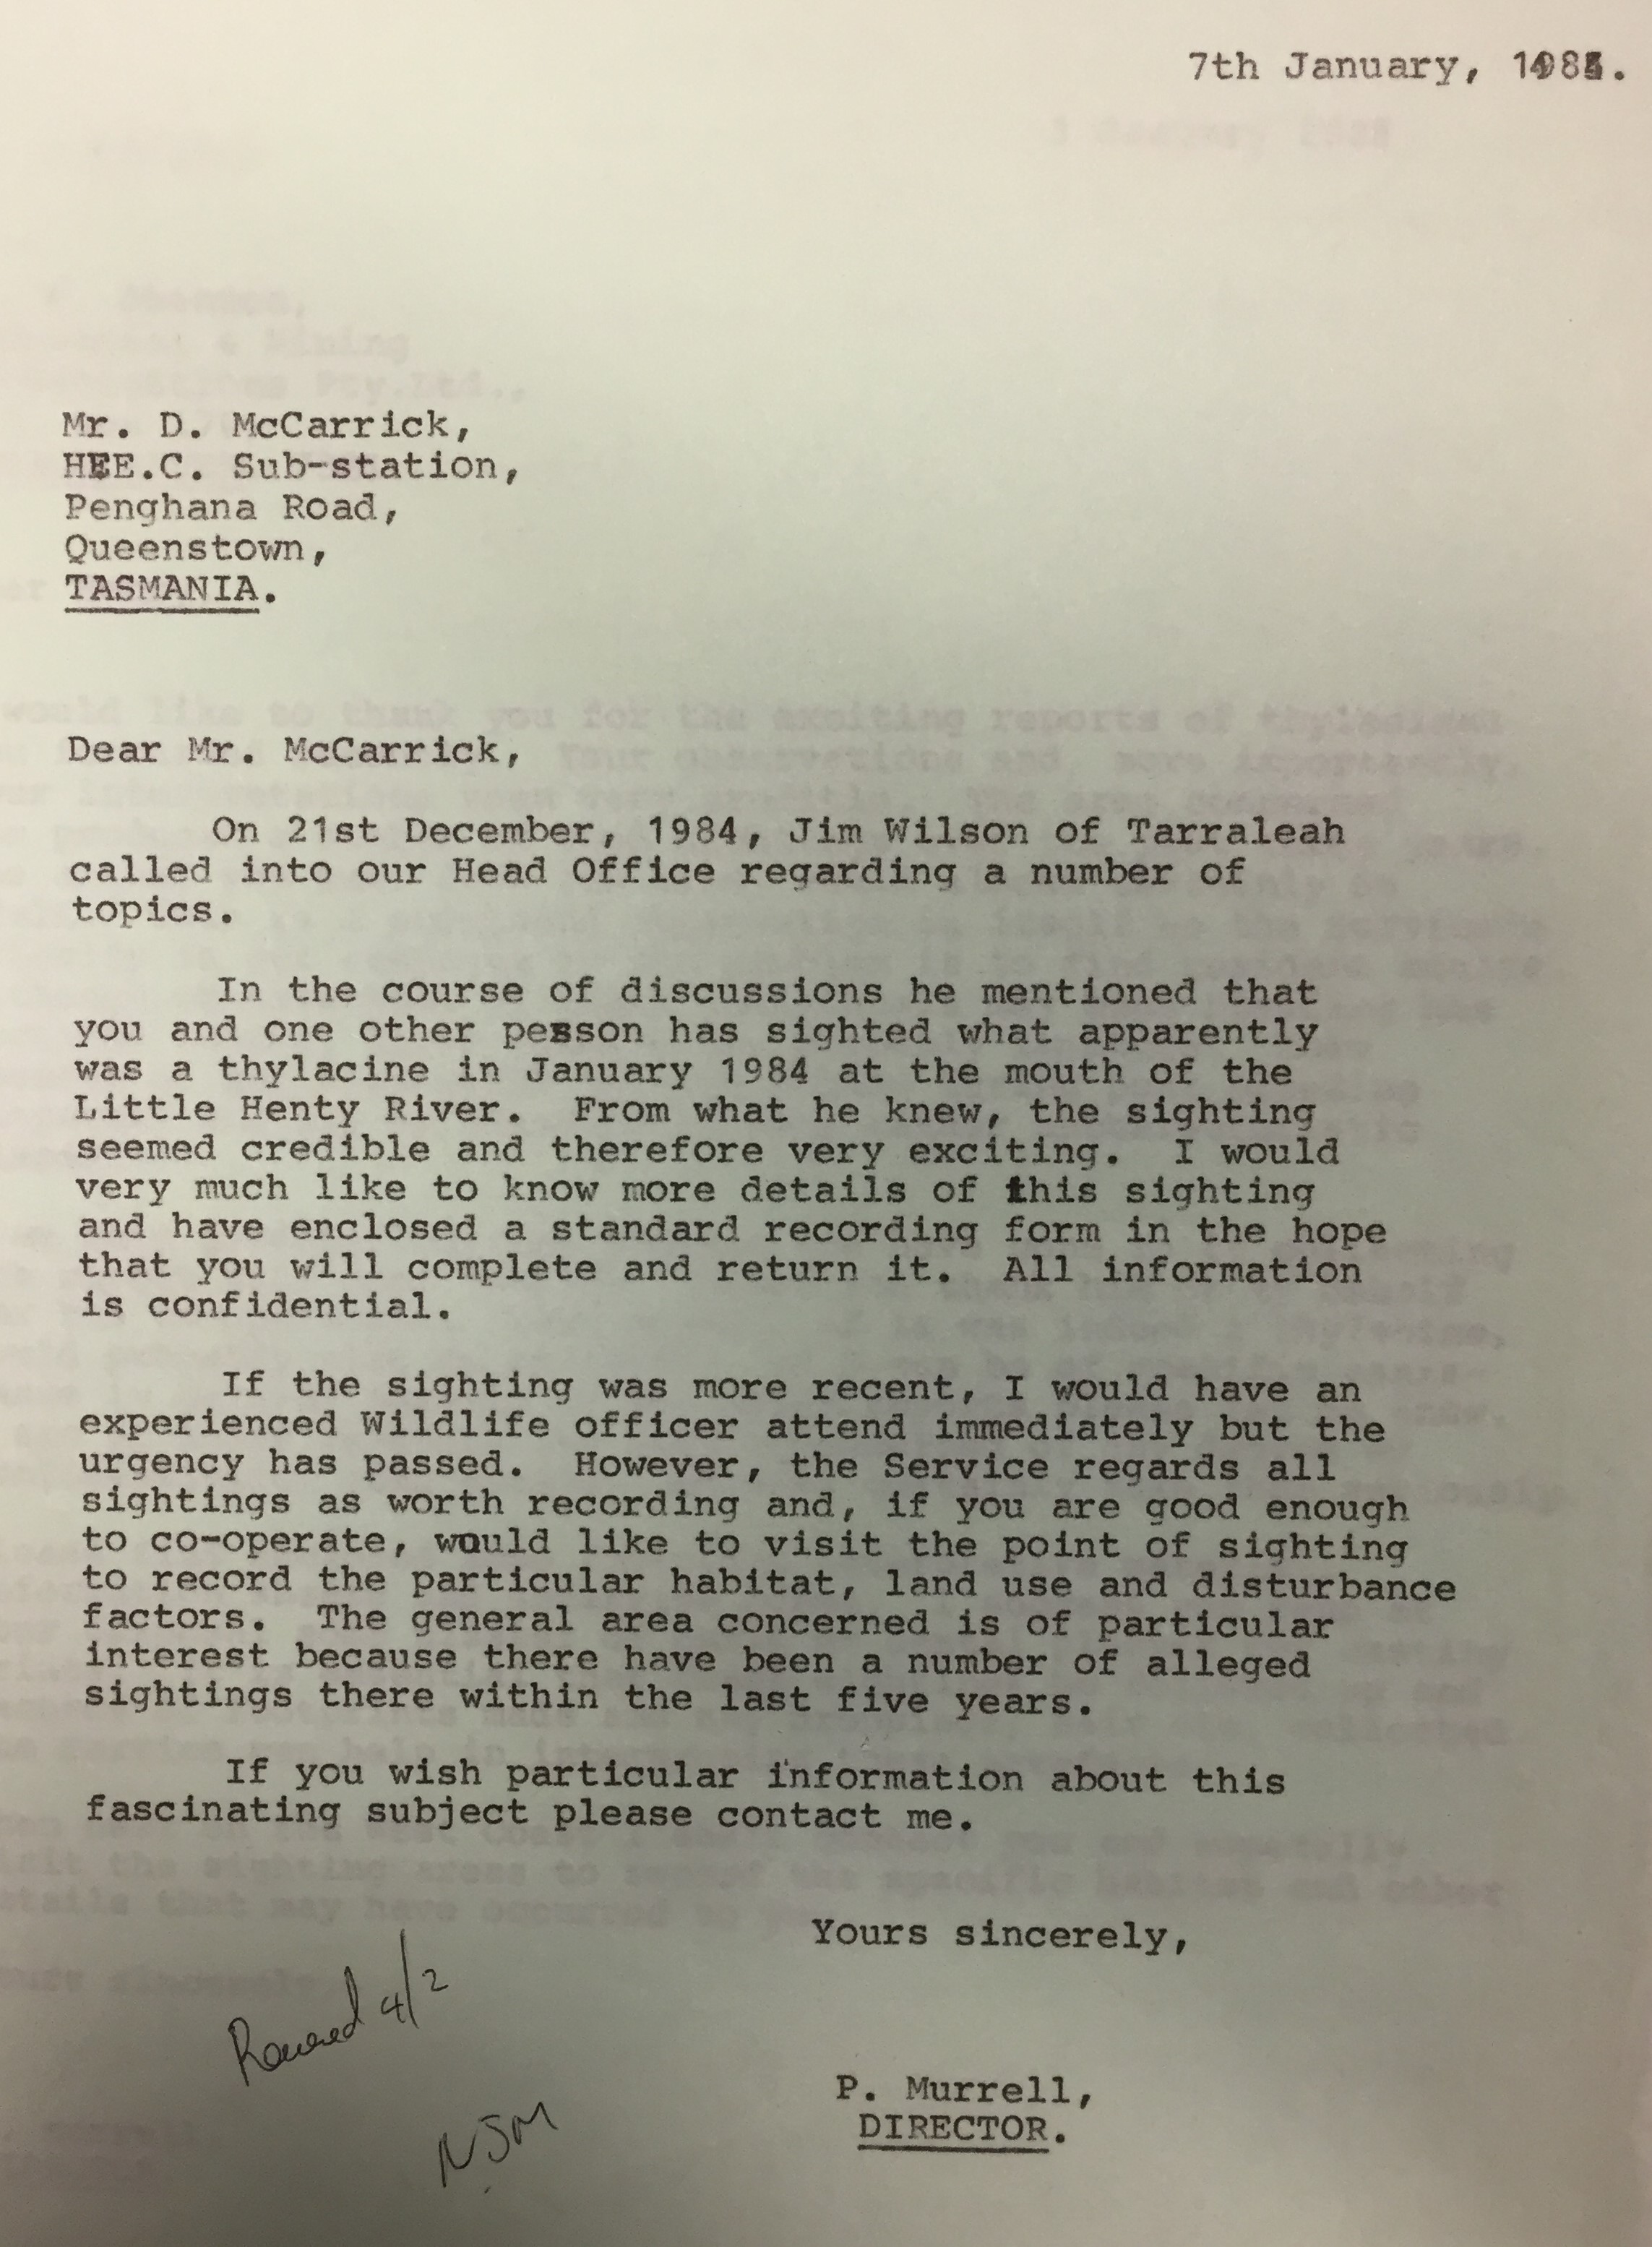 7th January, 1985.
Mr. D. McCarrick,
HEE.C. Sub-station,
Penghana Road,
Queenstown,
TASMANIA.
Dear Mr. McCarrick,
On 21st December, 1984, Jim Wilson of Tarraleah
called into our Head Office regarding a number of
topics.
In the course of discussions he mentioned that
you and one other person has sighted what apparently
was a thylacine in January 1984 at the mouth of the
Little Henty River. From what he knew, the sighting
seemed credible and therefore very exciting. I would
very much like to know more details of this sighting
and have enclosed a standard recording form in the hope
that you will complete and return it. All information
is confidential.
If the sighting was more recent, I would have an
experienced Wildlife officer attend immediately but the
urgency has passed. However, the Service regards all
sightings as worth recording and, if you are good enough
to co-operate, would like to visit the point of sighting
to record the particular habitat, land use and disturbance
factors. The general area concerned is of particular
interest because there have been a number of alleged
sightings there within the last five years.
If you wish particular information about this
fascinating subject please contact me.
Yours sincerely,
4/2
P. Murrell,
NJM
DIRECTOR.